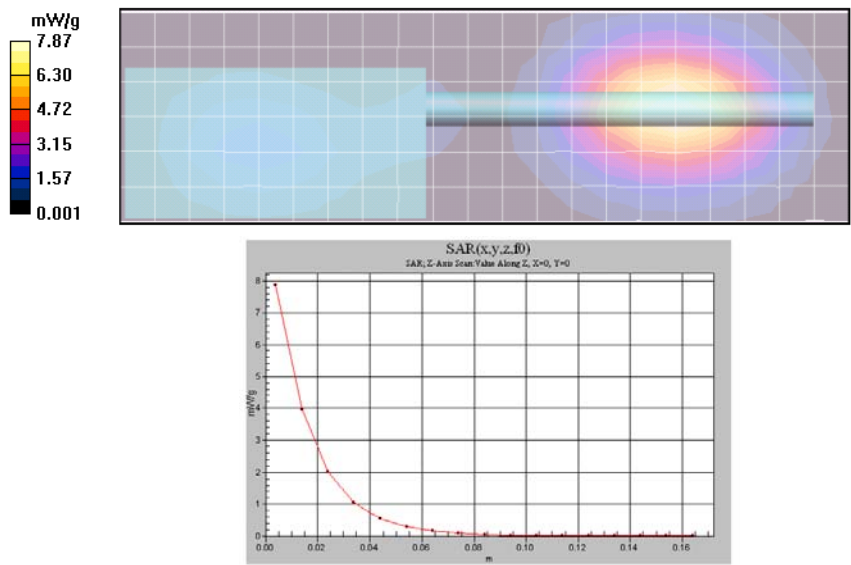 mW/g
7.87
6.30
4.72
3.15
1.57
0.001
SAR(x,y,z,f0)
SAR; Z-Axis Scan: Value Along Z, X=0, Y=0
8
7
6
5
4
3
2
1
0
mW/g
0.00 0.02 0.04 0.06 0.08 0.10 0.12 0.14 0.16
m